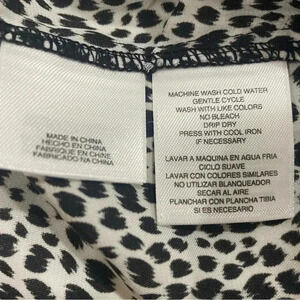 MADE IN CHINA
HECHO EN CHINA
FABRIQUÉ EN CHINE
FABRICADO NA CHINA
MACHINE WASH COLD WATER
GENTLE CYCLE
WASH WITH LIKE COLORS
NO BLEACH
DRIP DRY
PRESS WITH COOL IRON
IF NECESSARY
LAVAR A MAQUINA EN AGUA FRIA
CICLO SUAVE
LAVAR CON COLORES SIMILARES
NO UTILIZAR BLANQUEADOR
SECAR AL AIRE
PLANCHAR CON PLANCHA TIBIA
SI ES NECESARIO